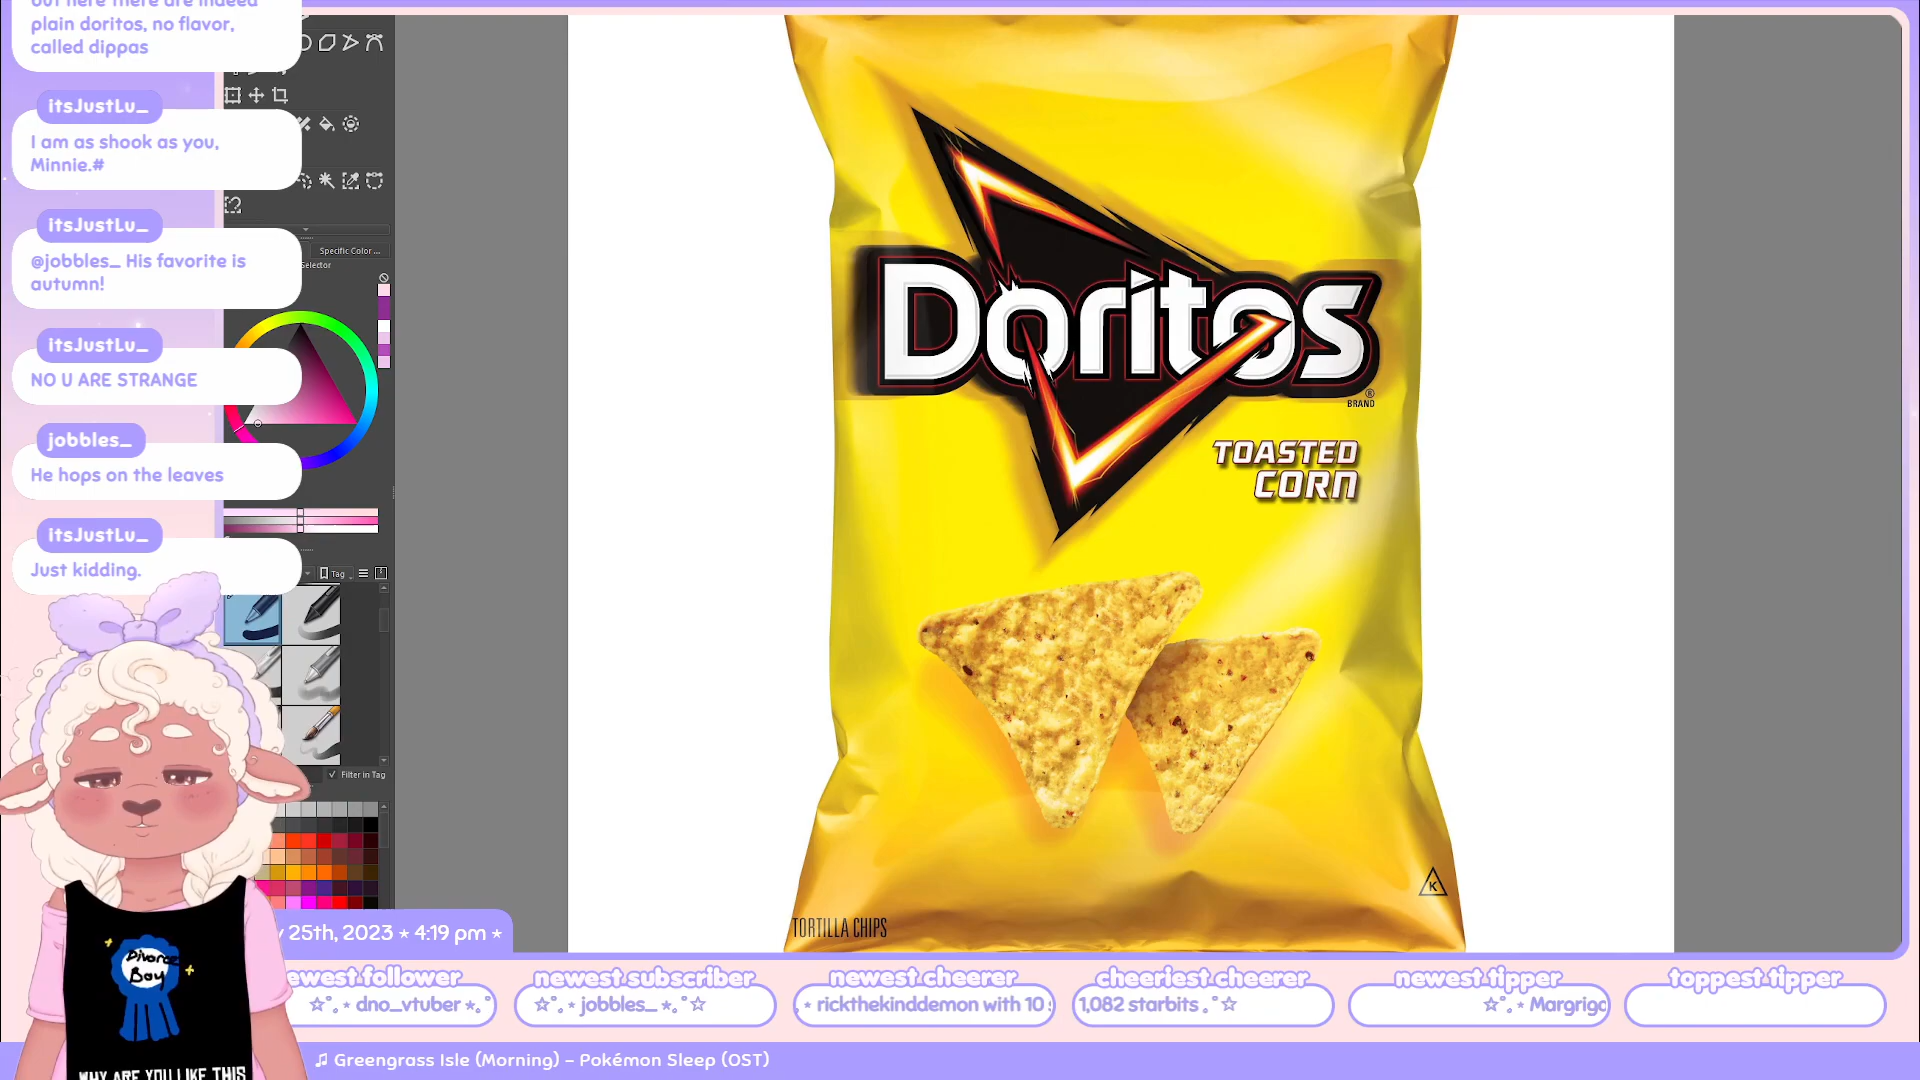 plain doritos, no flavor,
called dippas
itsJustLu_
I am as shook as you,
Minnie.#
itsJustLu_
@jobbles_ His favorite is
autumn!
itsJustLu_
NO U ARE STRANGE
jobbles_
He hops on the leaves
itsJustLu_
Just kidding.
Specific Color ...
Selector
Tag
Filter in Tag
Doritos
®
BRAND
TOASTED
CORN
K
TORTILLA CHIPS
25th, 2023 ⋆ 4:19 pm ⋆
Divorce
Boy
WHY ARE YOU LIKE THIS
newest subscriber
newest cheerer
cheeriest cheerer
newest tipper
toppest tipper
dno_vtuber
jobbles_
rickthekinddemon with 10
1,082 starbits
♫ Greengrass Isle (Morning) – Pokémon Sleep (OST)